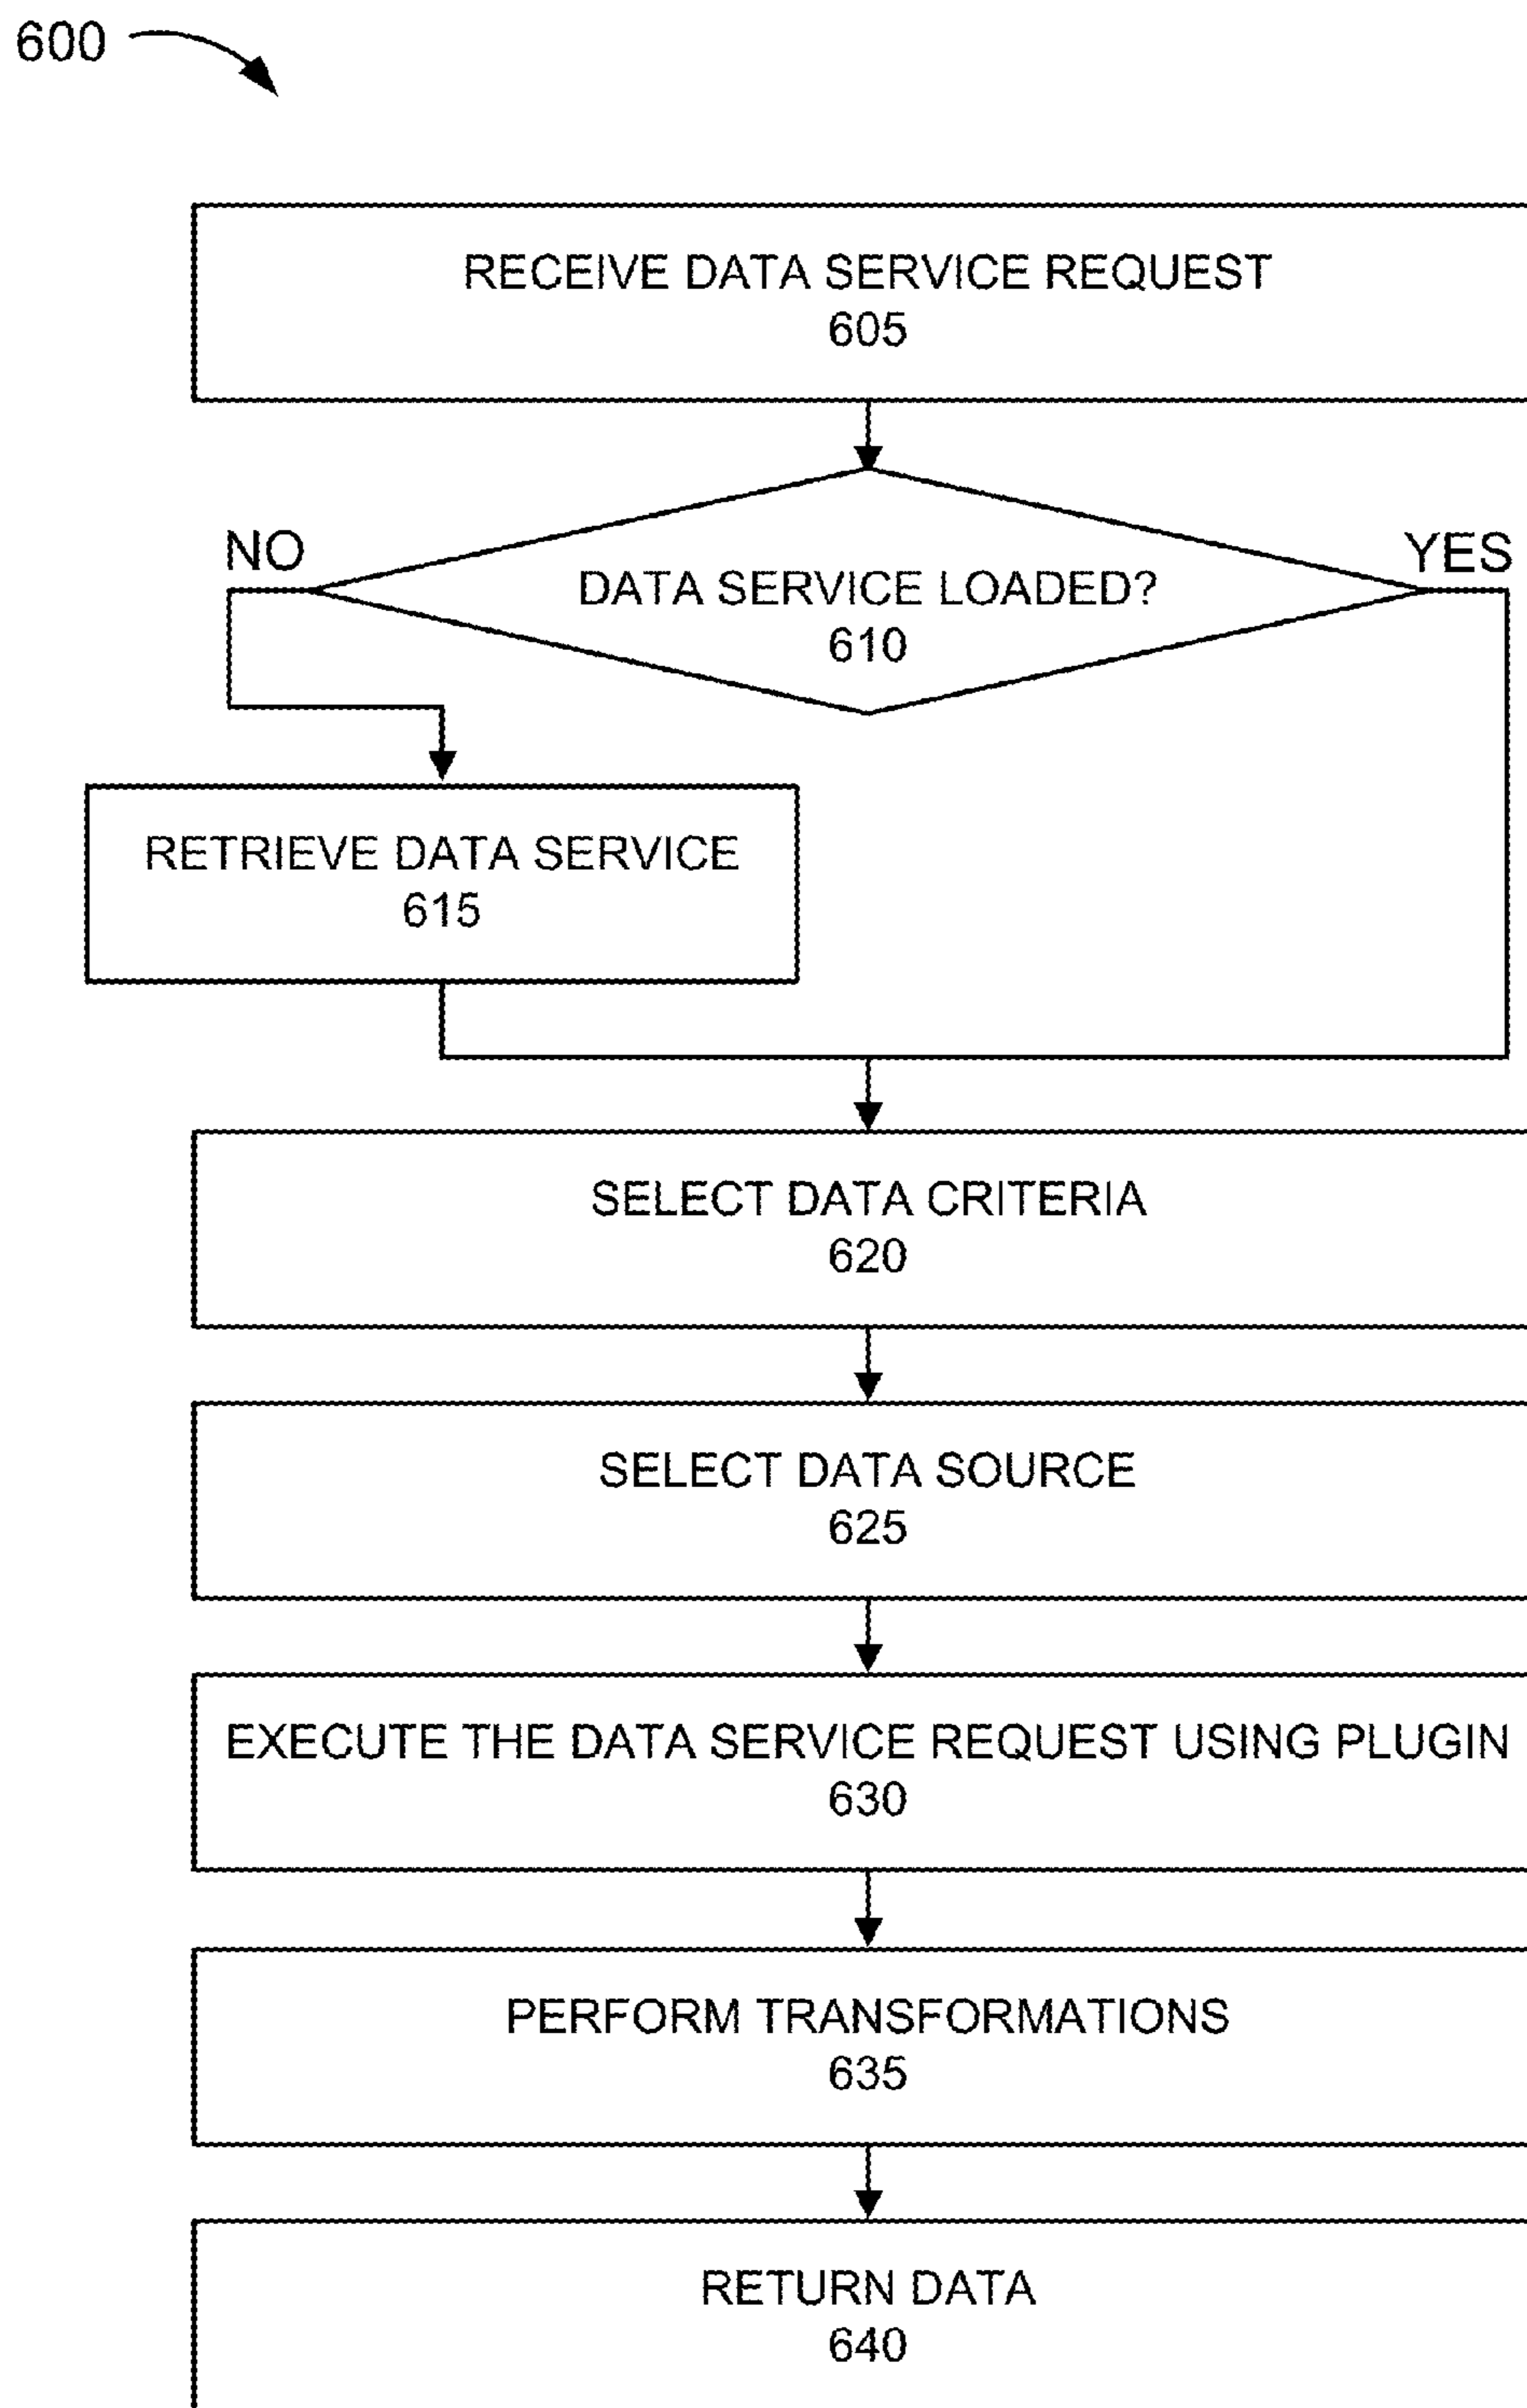 600
RECEIVE DATA SERVICE REQUEST
605
NO
YES
DATA SERVICE LOADED?
610
RETRIEVE DATA SERVICE
615
SELECT DATA CRITERIA
620
SELECT DATA SOURCE
625
EXECUTE THE DATA SERVICE REQUEST USING PLUGIN
630
PERFORM TRANSFORMATIONS
635
RETURN DATA
640